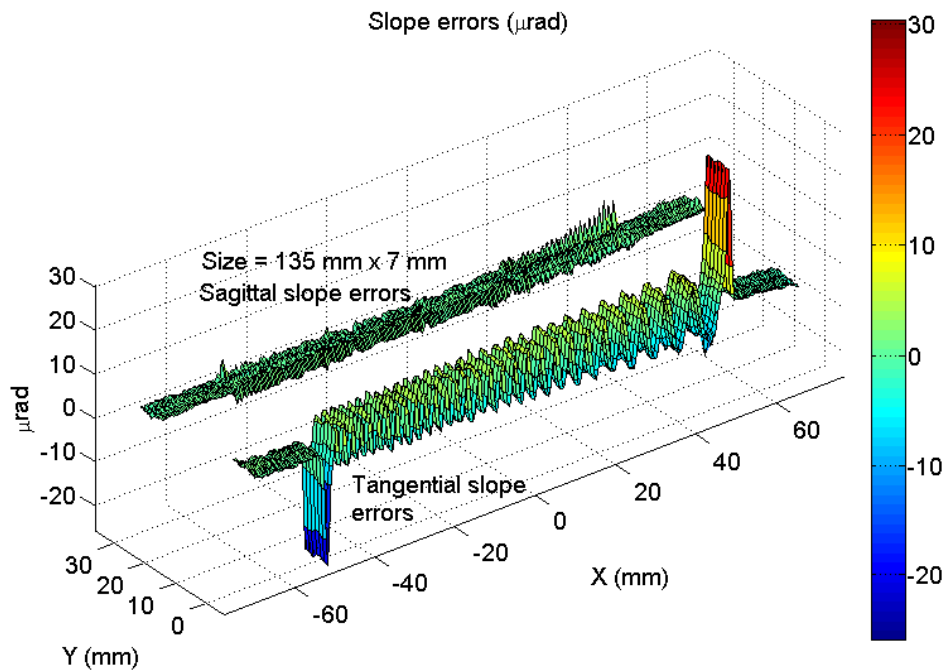 Slope errors (μrad)
30
20
10
0
-10
-20
μrad
30
20
10
0
-10
-20
Size = 135 mm x 7 mm
Sagittal slope errors
Tangential slope
errors
30
20
10
0
Y (mm)
-60
-40
-20
0
20
40
60
X (mm)